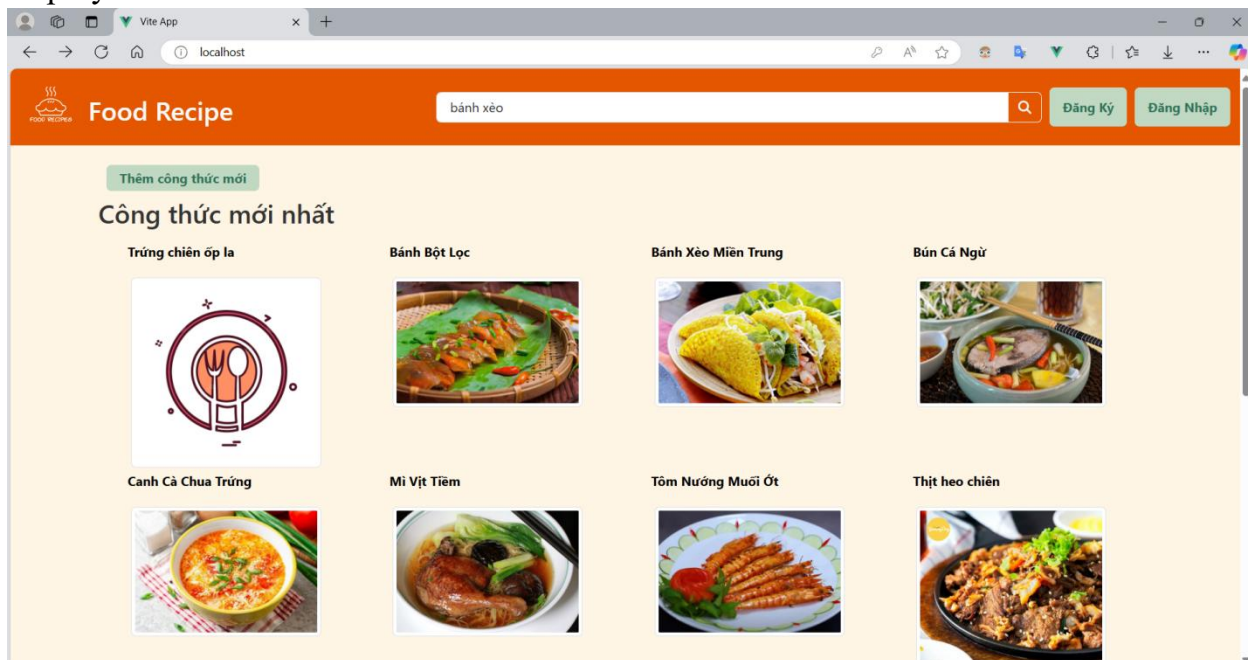 Vite App
localhost
FOOD RECIPES
Food Recipe
bánh xèo
Đăng Ký
Đăng Nhập
Thêm công thức mới
Công thức mới nhất
Trứng chiên ốp la
Bánh Bột Lọc
Bánh Xèo Miền Trung
Bún Cá Ngừ
Canh Cà Chua Trứng
Mì Vịt Tiềm
Tôm Nướng Muối Ớt
Thịt heo chiên